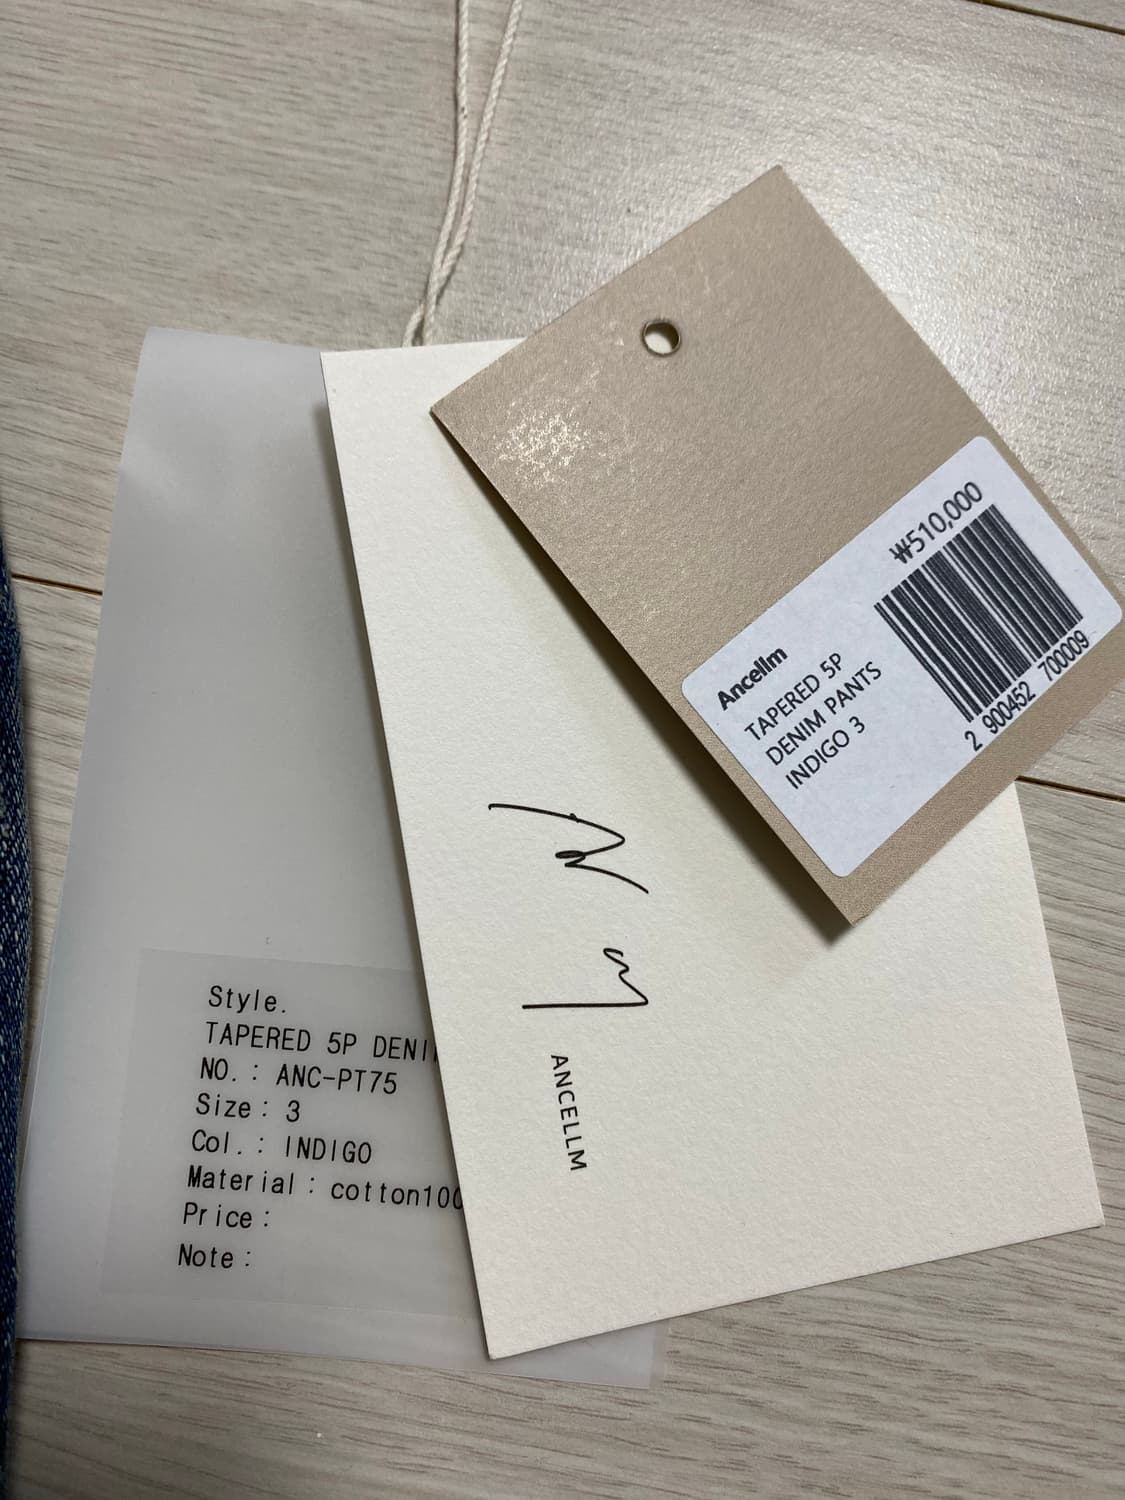 ₩510,000
2 900452 700009
Ancellm
TAPERED 5P
DENIM PANTS
INDIGO 3
ANCELLM
Style.
TAPERED 5P DENI
NO.: ANC-PT75
Size: 3
Col.: INDIGO
Material: cotton100
Price:
Note: